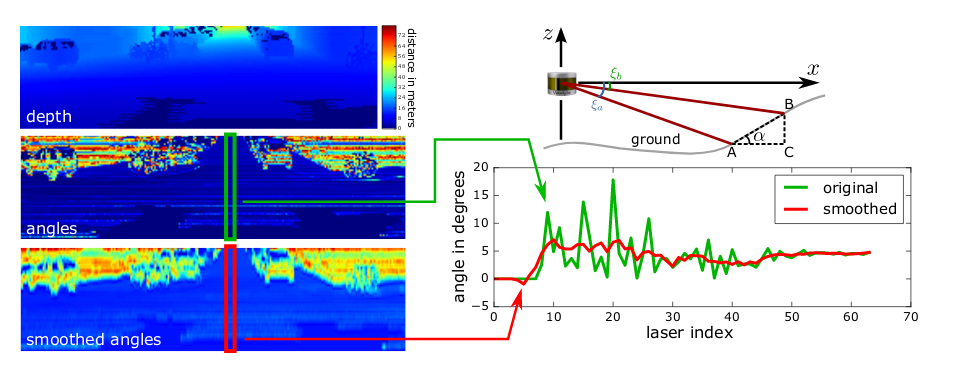 depth
72
64
56
48
40
32
24
16
8
0
distance in meters
angles
smoothed angles
z
x
ξb
ξa
B
α
ground
A
C
20
15
10
5
0
−5
angle in degrees
original
smoothed
0 10 20 30 40 50 60 70
laser index